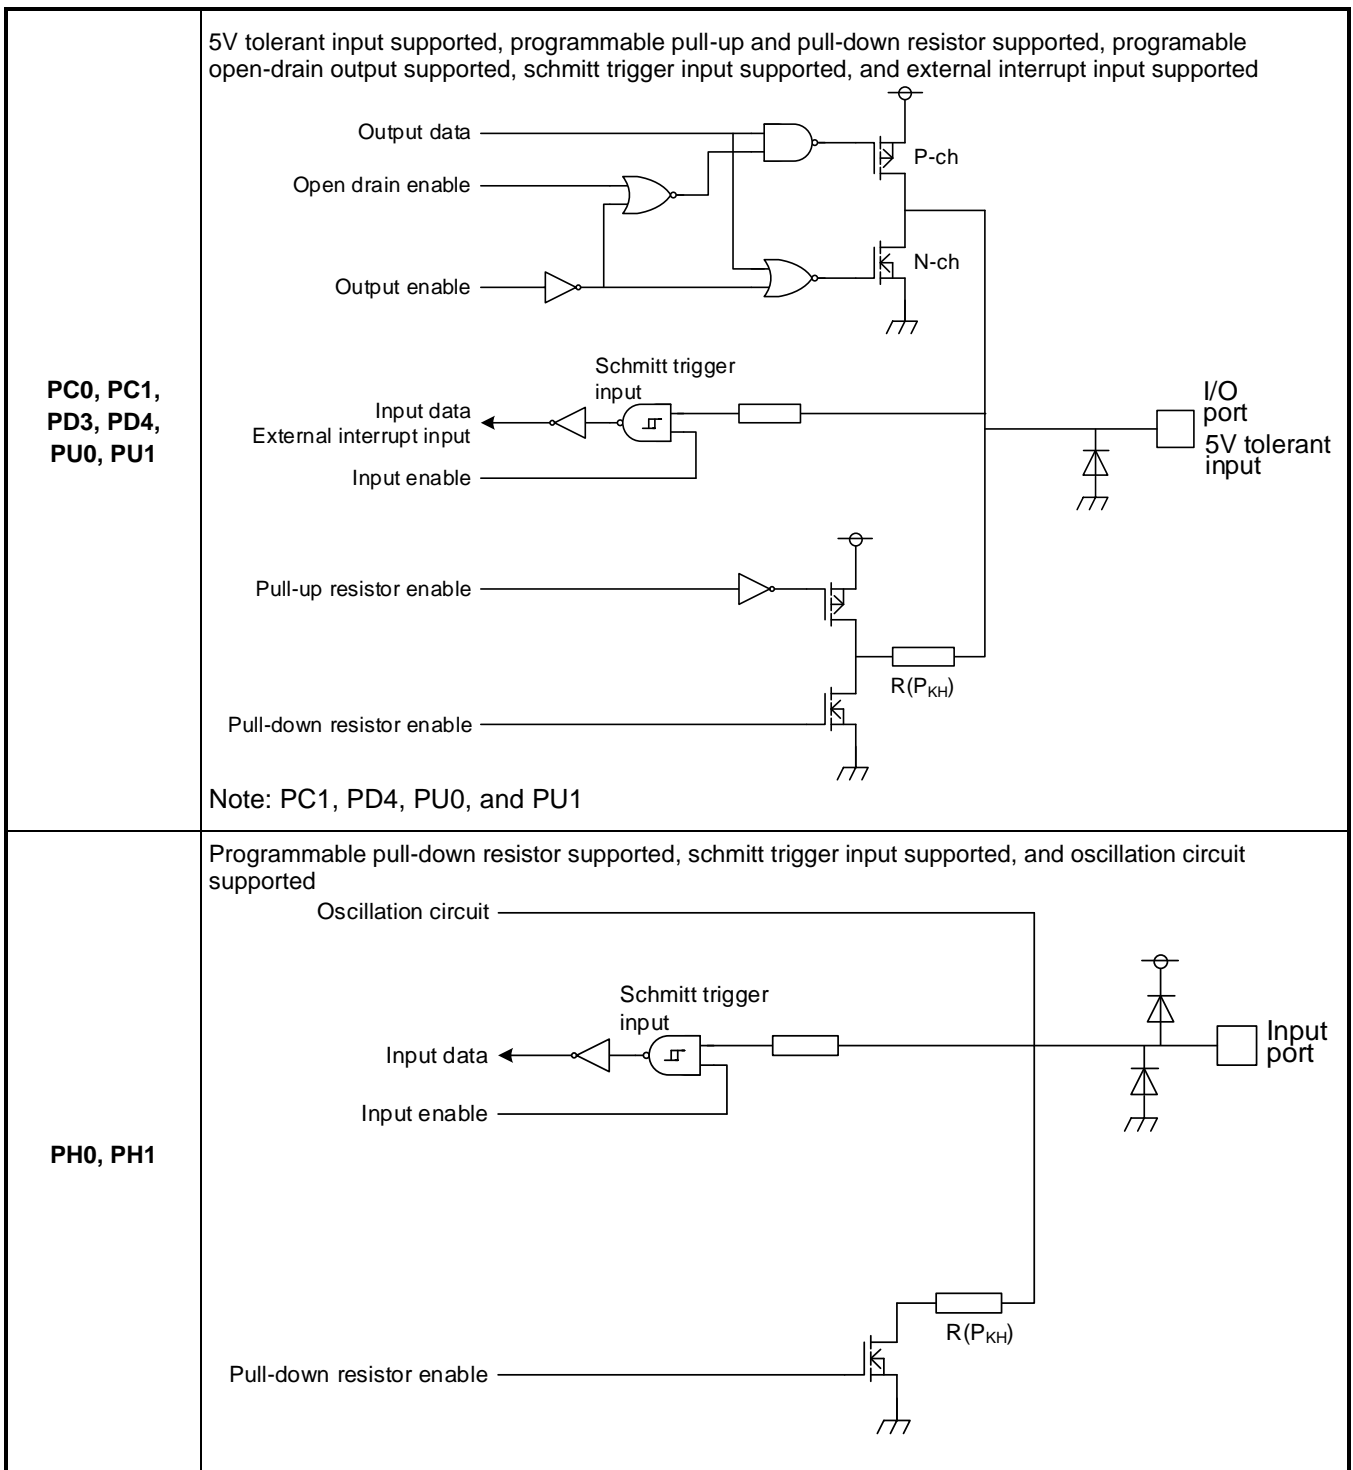 5V tolerant input supported, programmable pull-up and pull-down resistor supported, programable
open-drain output supported, schmitt trigger input supported, and external interrupt input supported
Output data
P-ch
Open drain enable
N-ch
Output enable
Schmitt trigger
input
PC0, PC1,
PD3, PD4,
PU0, PU1
Input data
External interrupt input
Input enable
I/O
port
5V tolerant
input
Pull-up resistor enable
R(PKH)
Pull-down resistor enable
Note: PC1, PD4, PU0, and PU1
Programmable pull-down resistor supported, schmitt trigger input supported, and oscillation circuit
supported
Oscillation circuit
Schmitt trigger
input
Input data
Input
port
Input enable
PH0, PH1
R(PKH)
Pull-down resistor enable